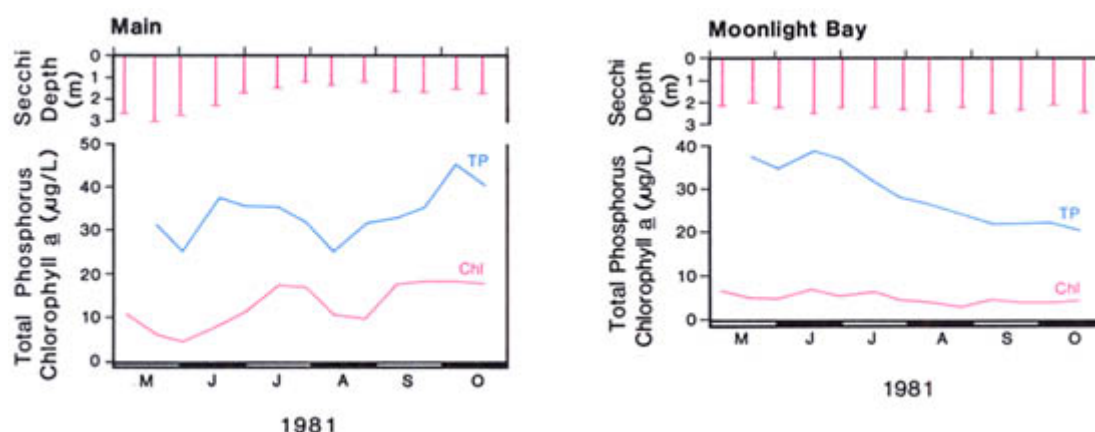 Main
Secchi Depth (m)
0
1
2
3
Total Phosphorus
Chlorophyll a (µg/L)
50
40
30
20
10
0
TP
Chl
M J J A S O
1981
Moonlight Bay
Secchi Depth (m)
0
1
2
3
Total Phosphorus
Chlorophyll a (µg/L)
40
30
20
10
0
TP
Chl
M J J A S O
1981